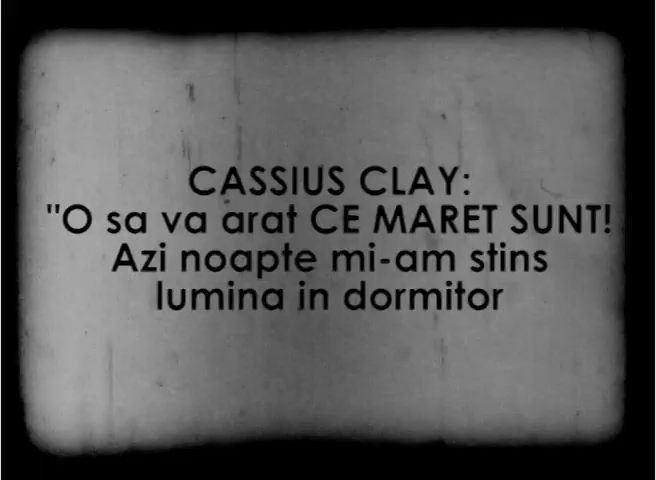 CASSIUS CLAY:
"O sa va arat CE MARET SUNT!
Azi noapte mi-am stins
lumina in dormitor